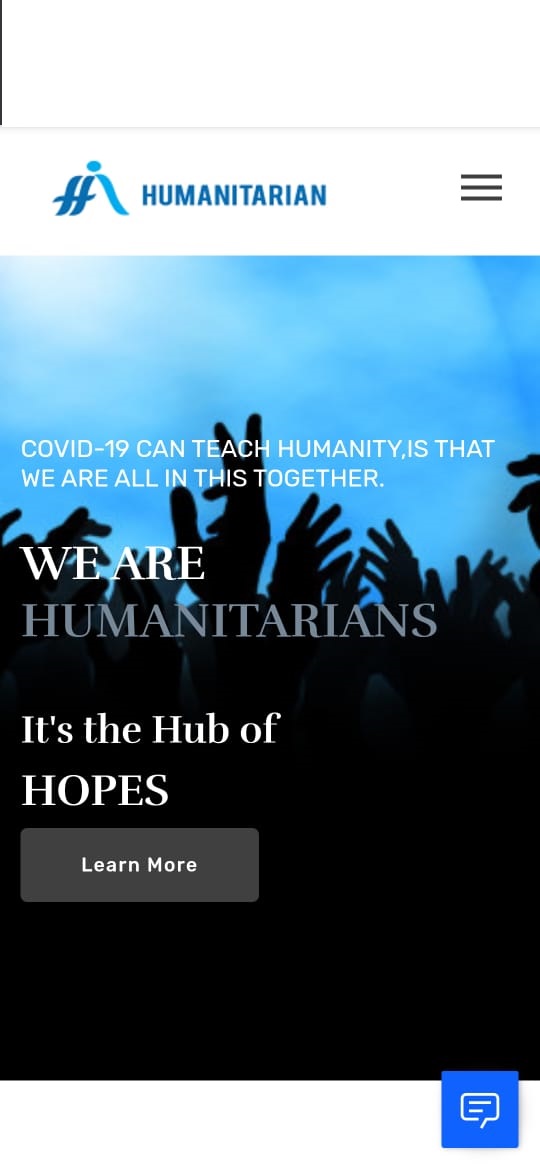 HUMANITARIAN
COVID-19 CAN TEACH HUMANITY,IS THAT
WE ARE ALL IN THIS TOGETHER.
WE ARE
HUMANITARIANS
It's the Hub of
HOPES
Learn More